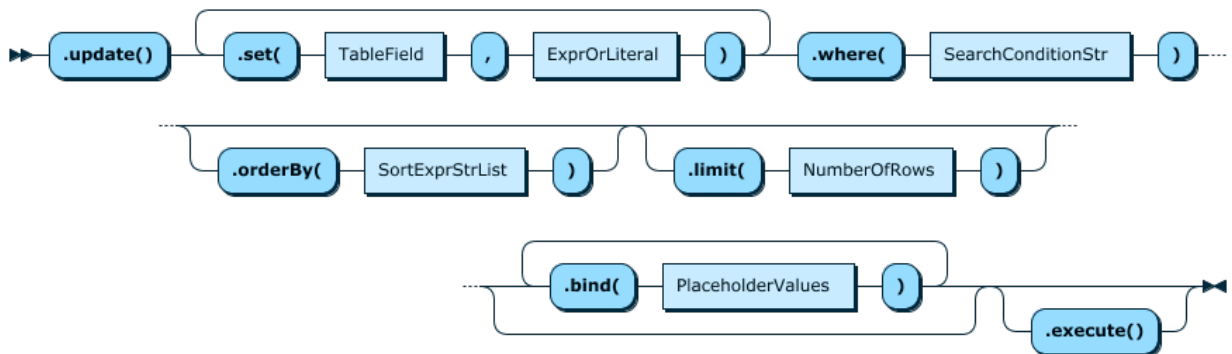 .update() .set( TableField , ExprOrLiteral ) .where( SearchConditionStr )
.orderBy( SortExprStrList ) .limit( NumberOfRows )
.bind( PlaceholderValues )
.execute()